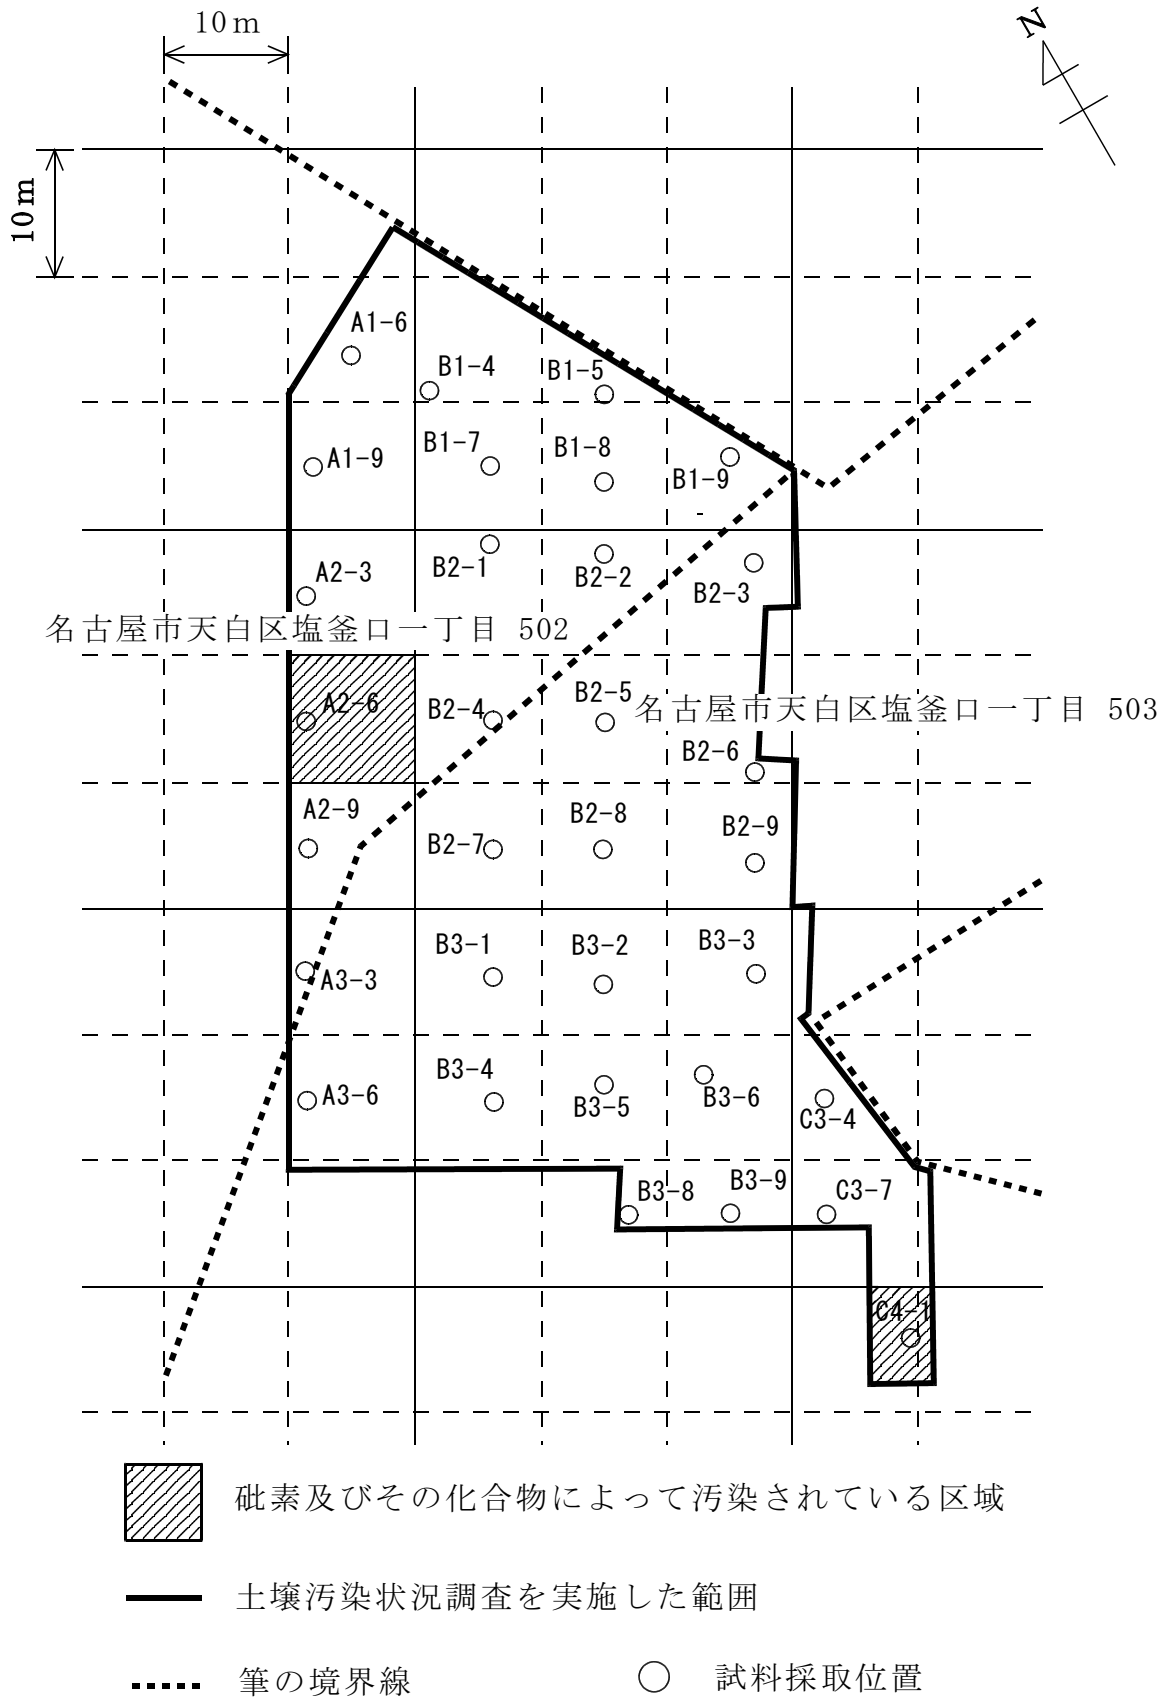 10m
N
10m
A1-6
B1-4
B1-5
A1-9
B1-7
B1-8
B1-9
A2-3
B2-1
B2-2
B2-3
名古屋市天白区塩釜口一丁目 502
A2-6
B2-4
B2-5
名古屋市天白区塩釜口一丁目 503
B2-6
A2-9
B2-7
B2-8
B2-9
A3-3
B3-1
B3-2
B3-3
A3-6
B3-4
B3-5
B3-6
C3-4
B3-8
B3-9
C3-7
C4-1
砒素及びその化合物によって汚染されている区域
土壌汚染状況調査を実施した範囲
筆の境界線
試料採取位置